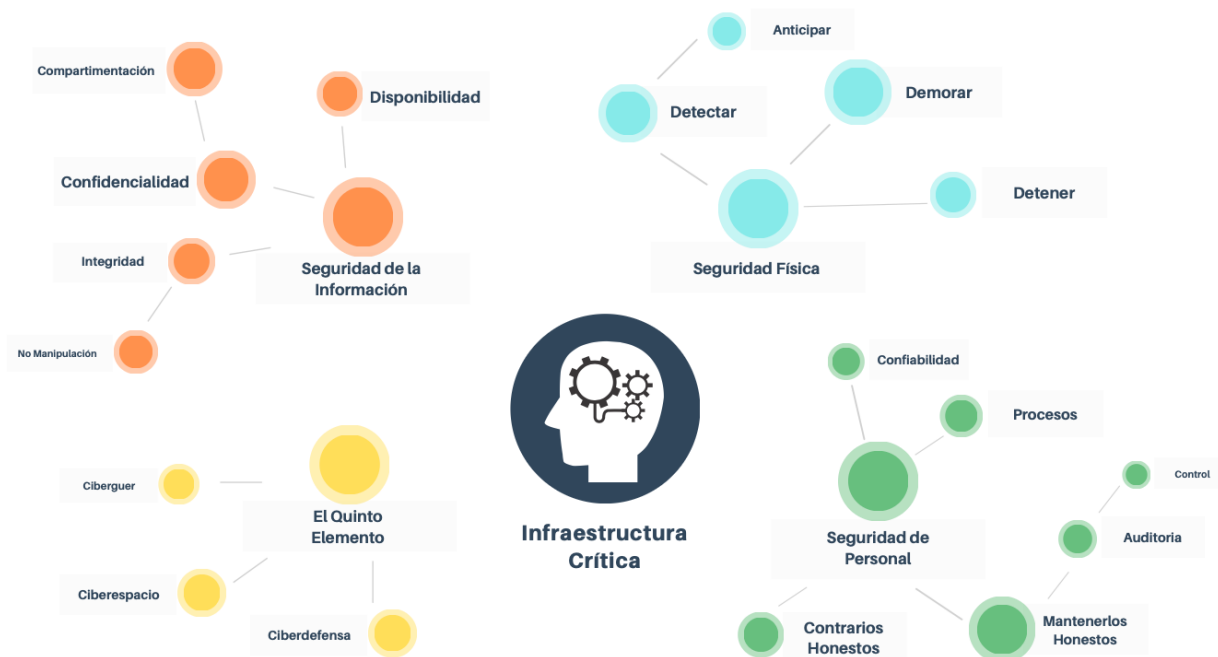 Compartimentación
Disponibilidad
Confidencialidad
Integridad
Seguridad de la
Información
No Manipulación
Anticipar
Detectar
Demorar
Detener
Seguridad Física
Infraestructura
Crítica
Ciberguer
El Quinto
Elemento
Ciberespacio
Ciberdefensa
Confiabilidad
Procesos
Control
Auditoria
Seguridad de
Personal
Contrarios
Honestos
Mantenerlos
Honestos